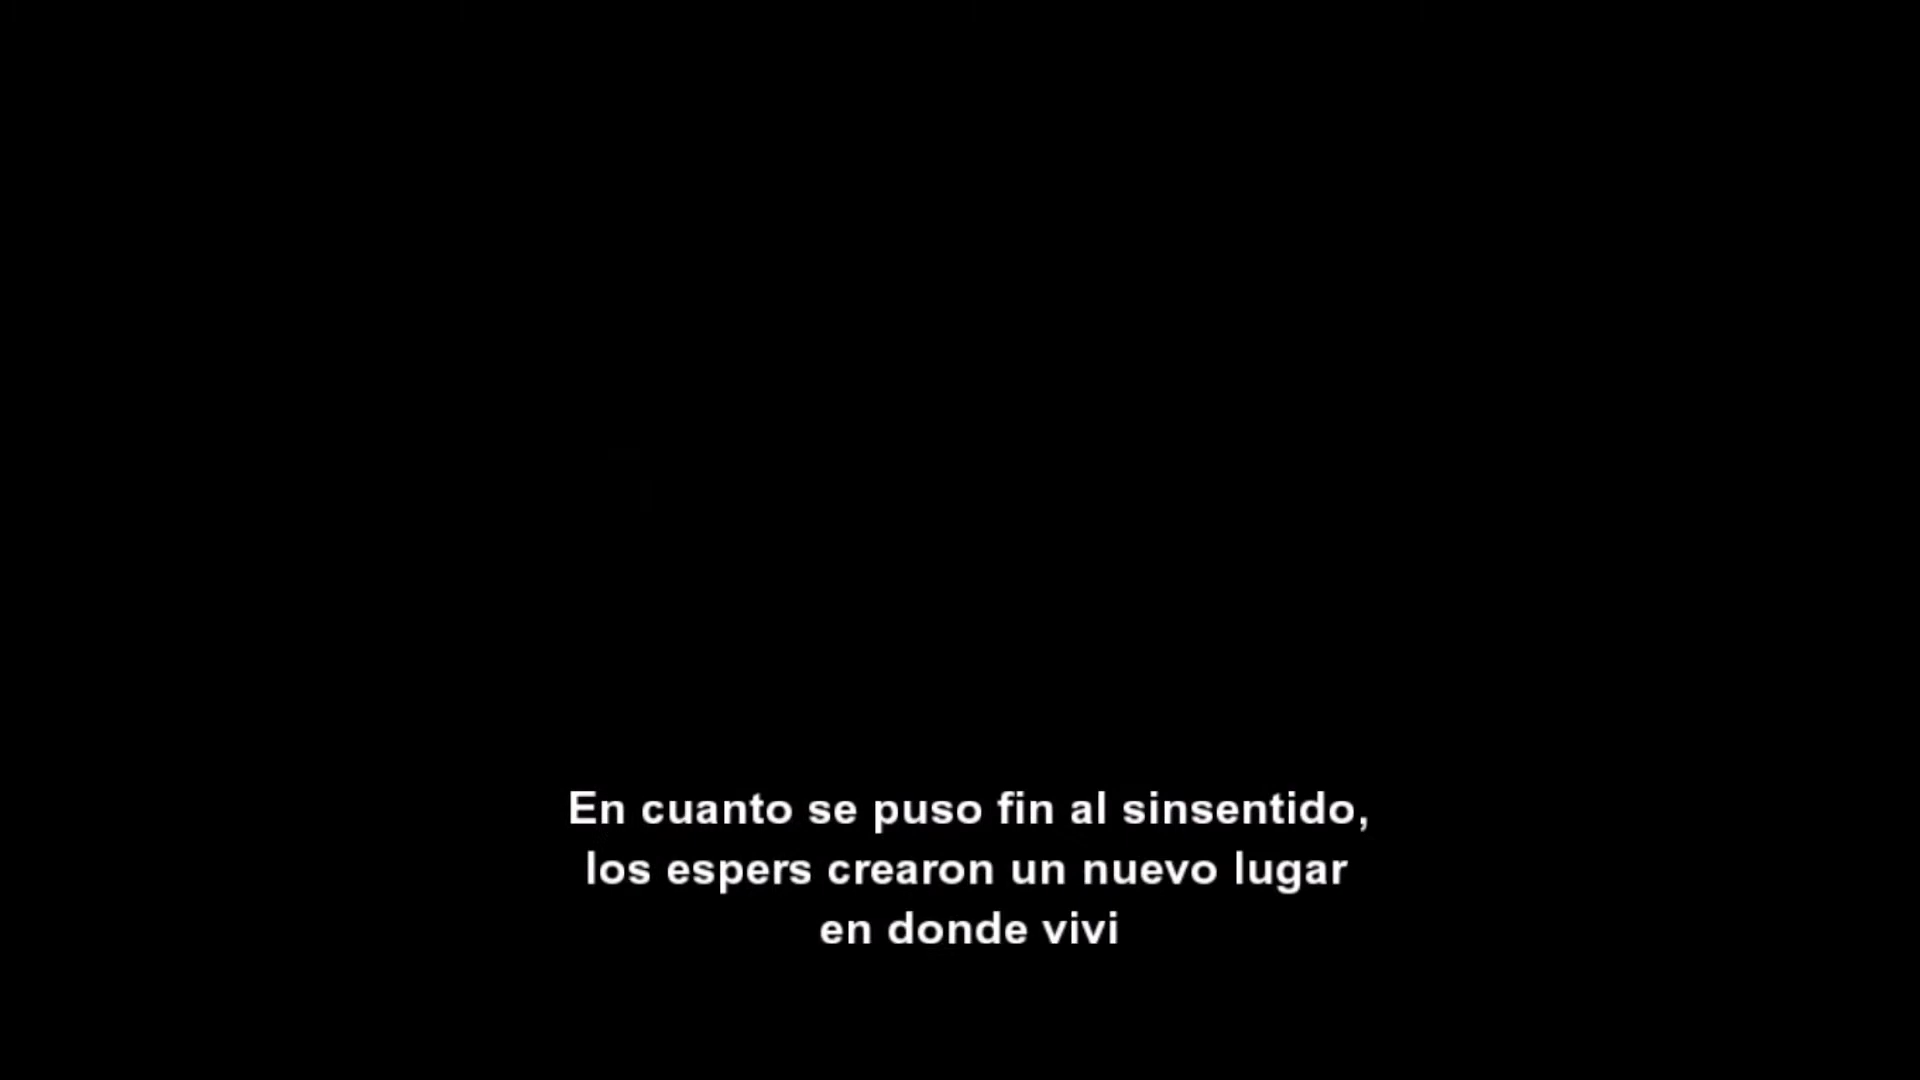 En cuanto se puso fin al sinsentido,
los espers crearon un nuevo lugar
en donde vivi